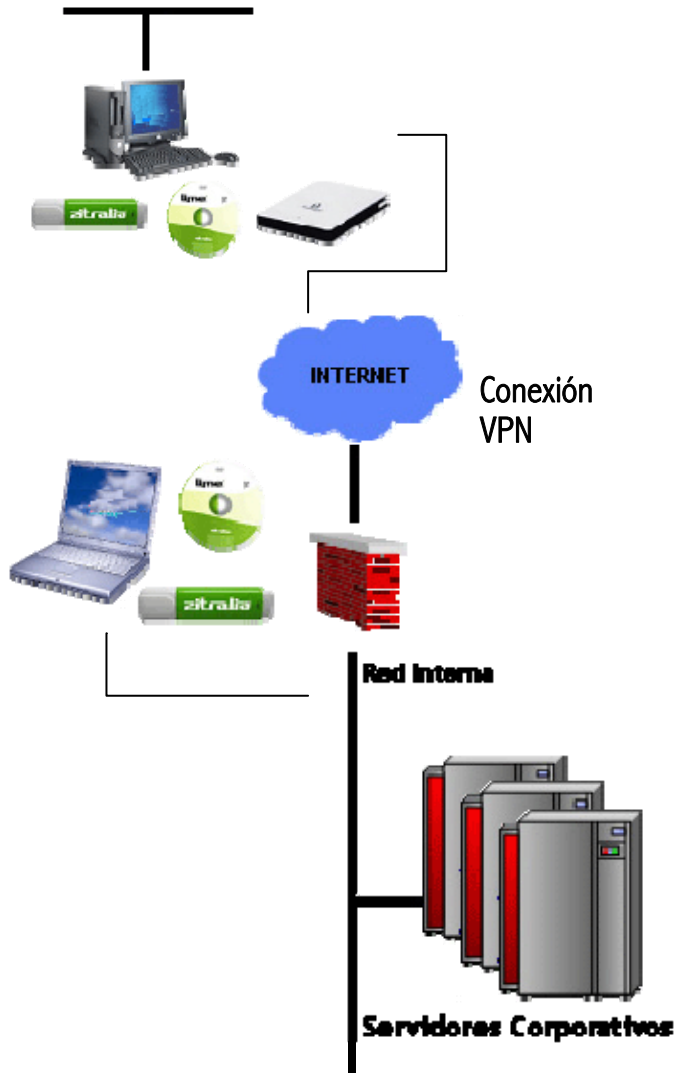 zitralia
INTERNET
Conexión
VPN
zitralia
Red Interna
Servidores Corporativos